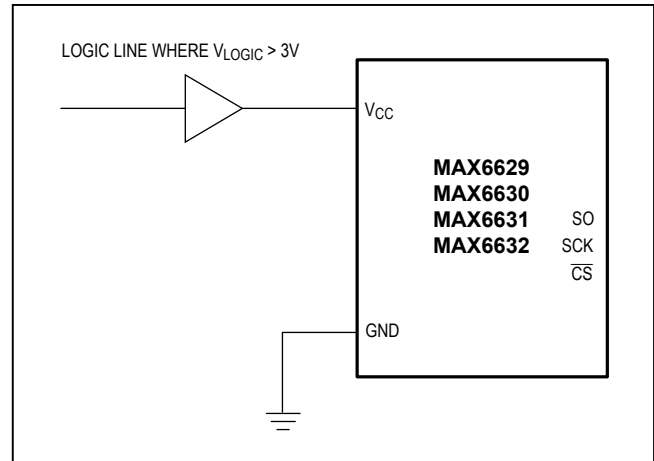 LOGIC LINE WHERE VLOGIC > 3V
VCC
MAX6629
MAX6630
MAX6631 SO
MAX6632 SCK
CS
GND